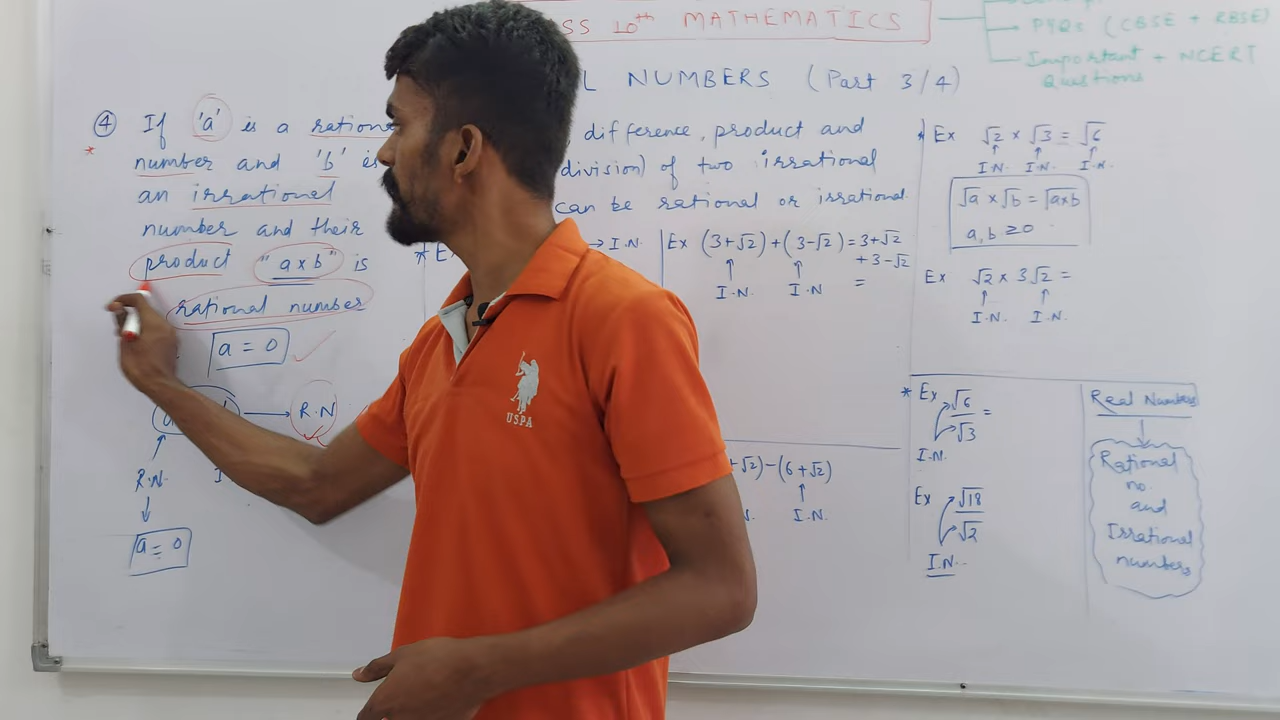 SS 10th MATHEMATICS
PYQs (CBSE + RBSE)
Important + NCERT
Questions
L NUMBERS (Part 3/4)
④ If 'a' is a ration
* number and 'b' is
an irrational
number and their
product "a×b" is
rational number
a = 0
R.N
R.N.
a = 0
difference, product and
division) of two irrational
can be rational or irrational.
* E
→ I.N.
Ex (3+√2)+(3-√2) = 3+√2
+3-√2
I.N. I.N =
+√2)-(6+√2)
I.N.
* Ex √2 × √3 = √6
I.N. I.N. I.N.
√a × √b = √a×b
a, b ≥ 0
Ex √2 × 3√2 =
I.N. I.N.
* Ex √6/√3 =
I.N.
Ex √18/√2
I.N.
Real Numbers
Rational
no.
and
Irrational
numbers
USPA